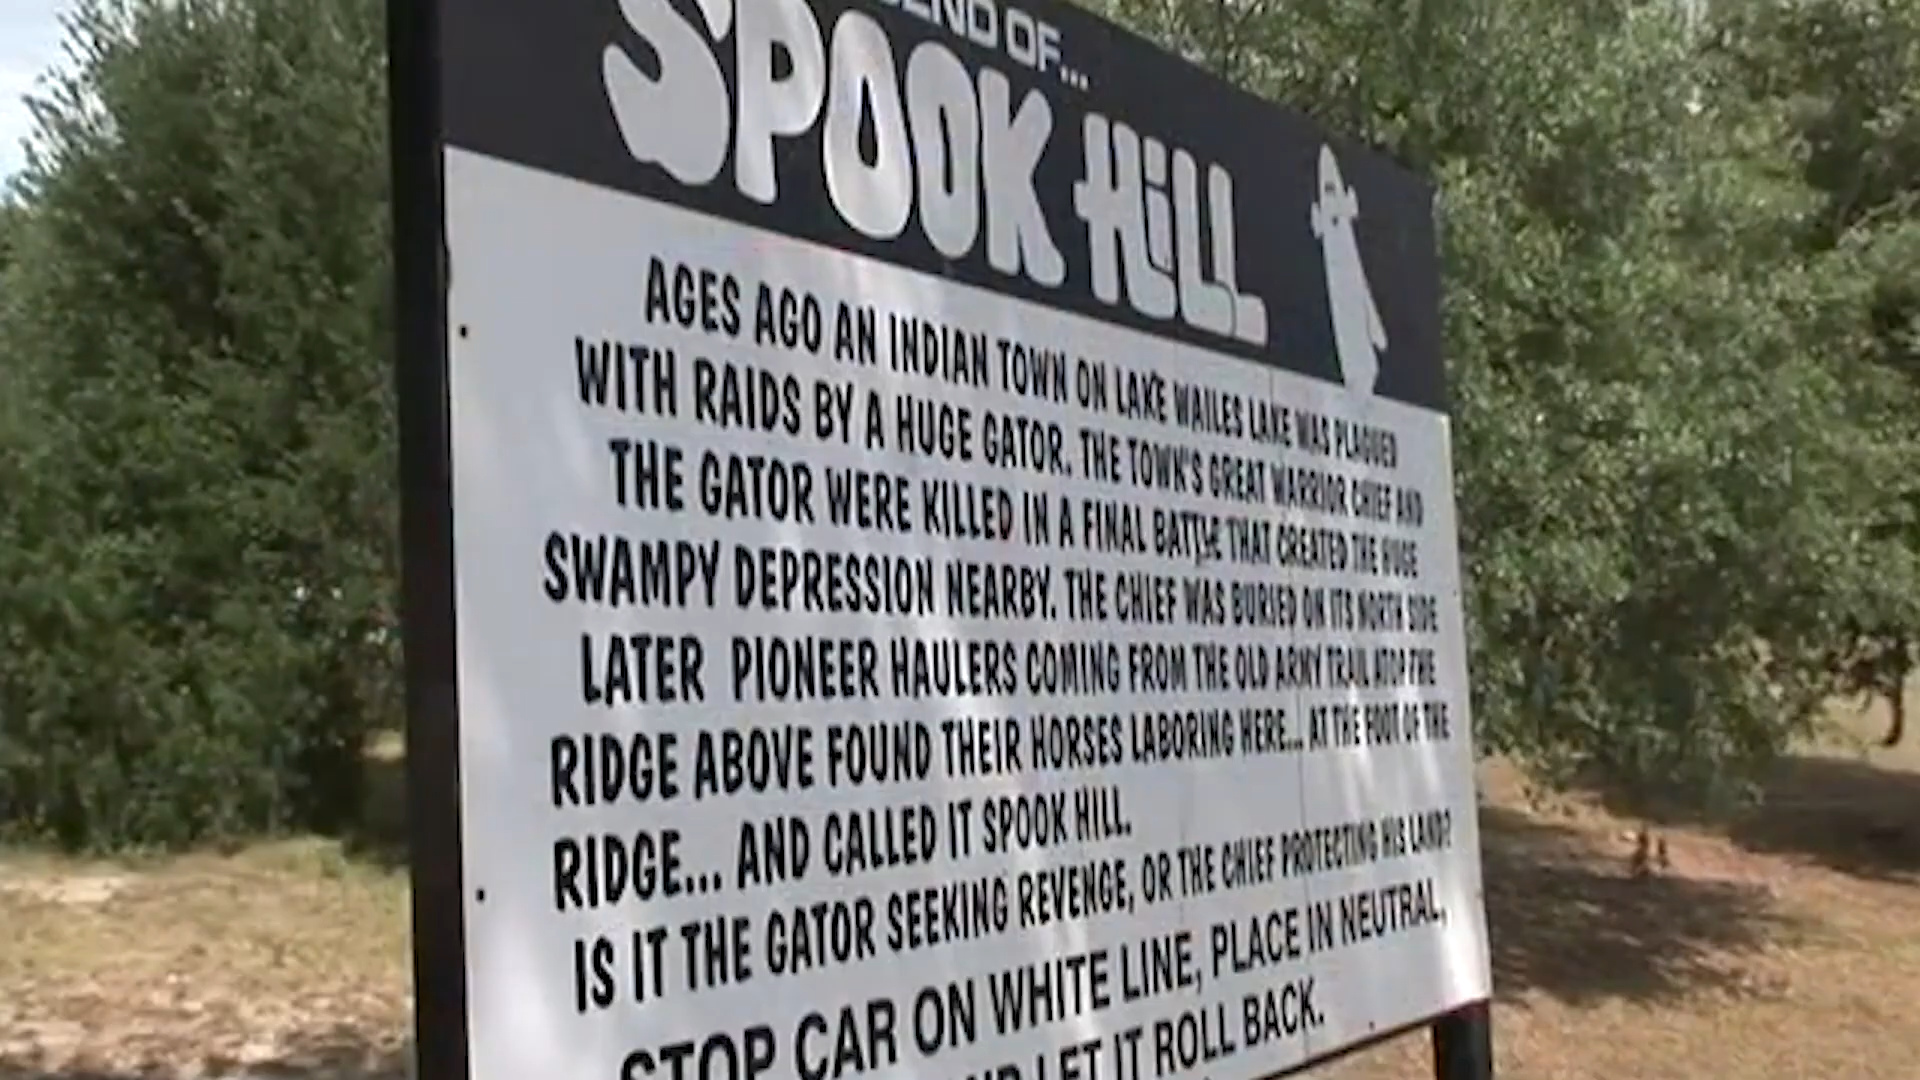 END OF...
SPOOK HiLL
AGES AGO AN INDIAN TOWN ON LAKE WAILES LAKE WAS PLAGUED
WITH RAIDS BY A HUGE GATOR. THE TOWN'S GREAT WARRIOR CHIEF AND
THE GATOR WERE KILLED IN A FINAL BATTLE THAT CREATED THE HUGE
SWAMPY DEPRESSION NEARBY. THE CHIEF WAS BURIED ON ITS NORTH SIDE
LATER PIONEER HAULERS COMING FROM THE OLD ARMY TRAIL ATOP THE
RIDGE ABOVE FOUND THEIR HORSES LABORING HERE... AT THE FOOT OF THE
RIDGE... AND CALLED IT SPOOK HILL.
IS IT THE GATOR SEEKING REVENGE, OR THE CHIEF PROTECTING HIS LAND?
STOP CAR ON WHITE LINE, PLACE IN NEUTRAL,
AND LET IT ROLL BACK.